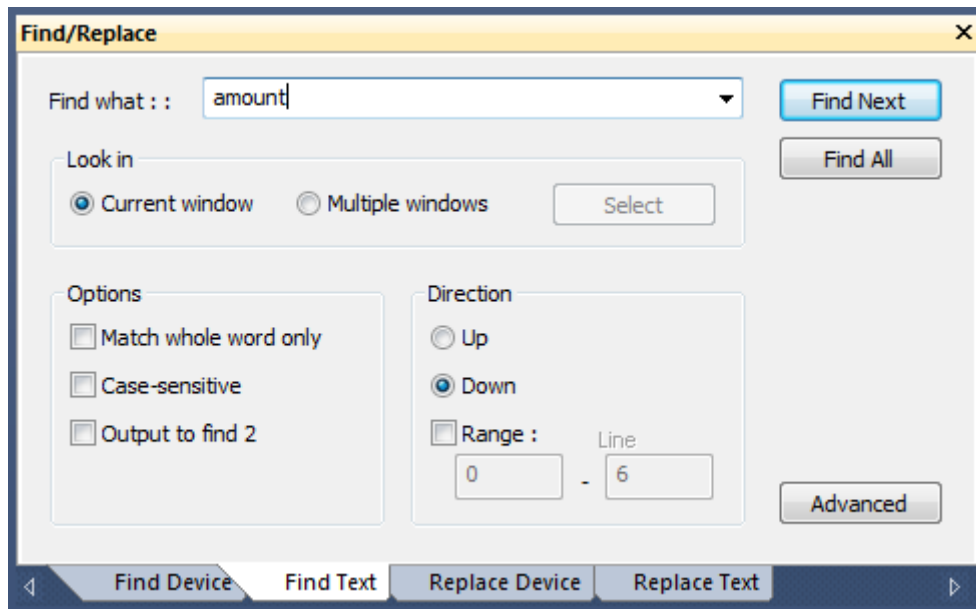 Find/Replace
Find what : : amount Find Next
Find All
Look in
Current window Multiple windows Select
Options Direction
Match whole word only Up
Case-sensitive Down
Output to find 2 Range : Line
0 - 6
Advanced
Find Device Find Text Replace Device Replace Text